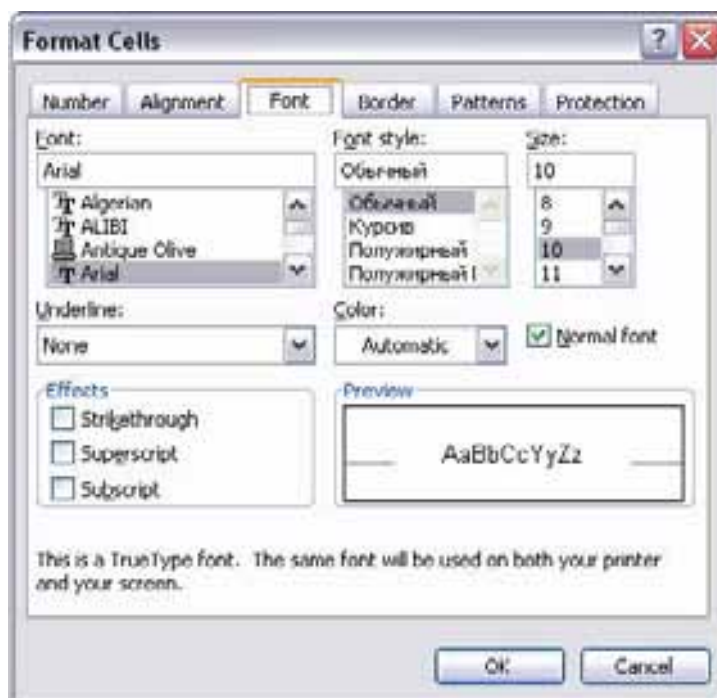 Format Cells
Number Alignment Font Border Patterns Protection
Font: Font style: Size:
Arial Обычный 10
Algerian Обычный 8
ALIBI Курсив 9
Antique Olive Полужирный 10
Arial Полужирный 11
Underline: Color:
None Automatic Normal font
Effects Preview
Strikethrough
Superscript AaBbCcYyZz
Subscript
This is a TrueType font. The same font will be used on both your printer
and your screen.
OK Cancel